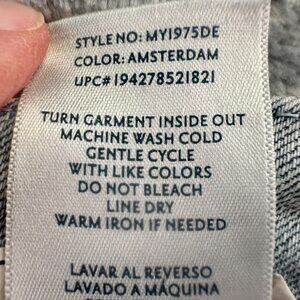 STYLE NO: MY1975DE
COLOR: AMSTERDAM
UPC# 194278521821
TURN GARMENT INSIDE OUT
MACHINE WASH COLD
GENTLE CYCLE
WITH LIKE COLORS
DO NOT BLEACH
LINE DRY
WARM IRON IF NEEDED
LAVAR AL REVERSO
LAVADO A MÁQUINA